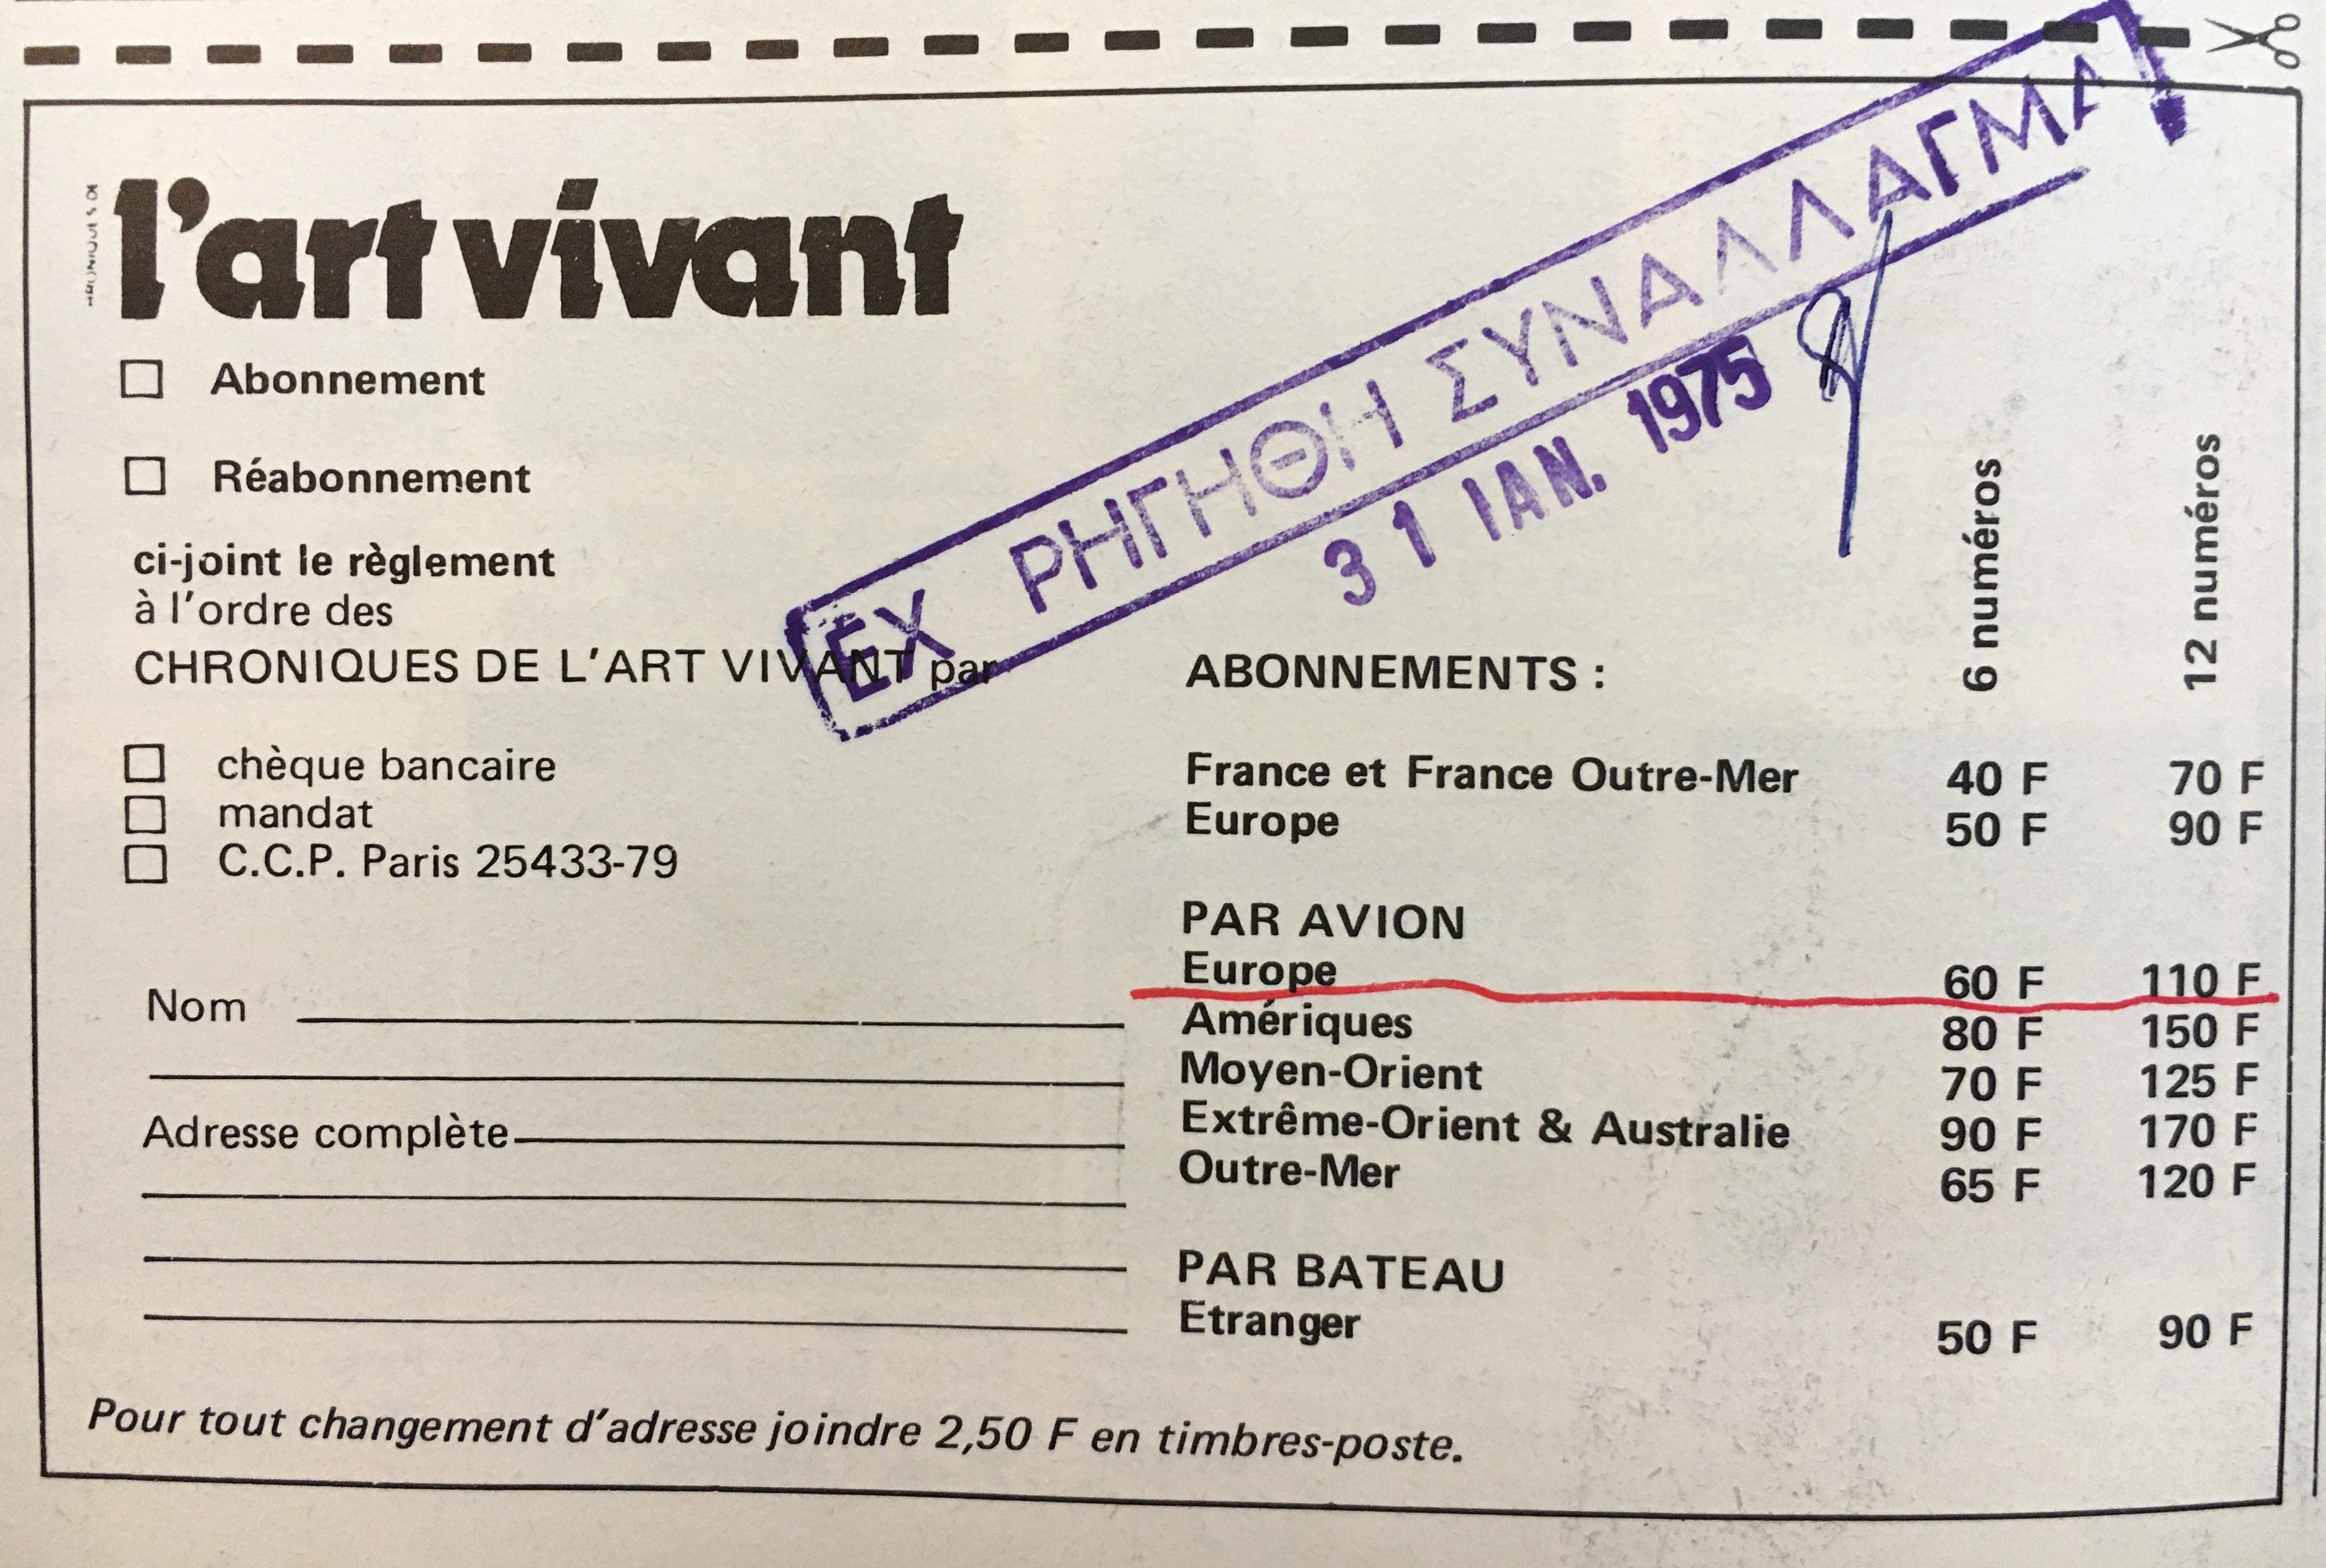 l'art vivant
Abonnement
Réabonnement
ci-joint le règlement
à l'ordre des
CHRONIQUES DE L'ART VIVANT par
chèque bancaire
mandat
C.C.P. Paris 25433-79
Nom
Adresse complète
ΡΗΓΗΘΗ ΣΥΝΑΛΛΑΓΜΑ
31 ΙΑΝ. 1975
6 numéros
12 numéros
ABONNEMENTS :
France et France Outre-Mer 40 F 70 F
Europe 50 F 90 F
PAR AVION
Europe 60 F 110 F
Amériques 80 F 150 F
Moyen-Orient 70 F 125 F
Extrême-Orient & Australie 90 F 170 F
Outre-Mer 65 F 120 F
PAR BATEAU
Etranger 50 F 90 F
Pour tout changement d'adresse joindre 2,50 F en timbres-poste.